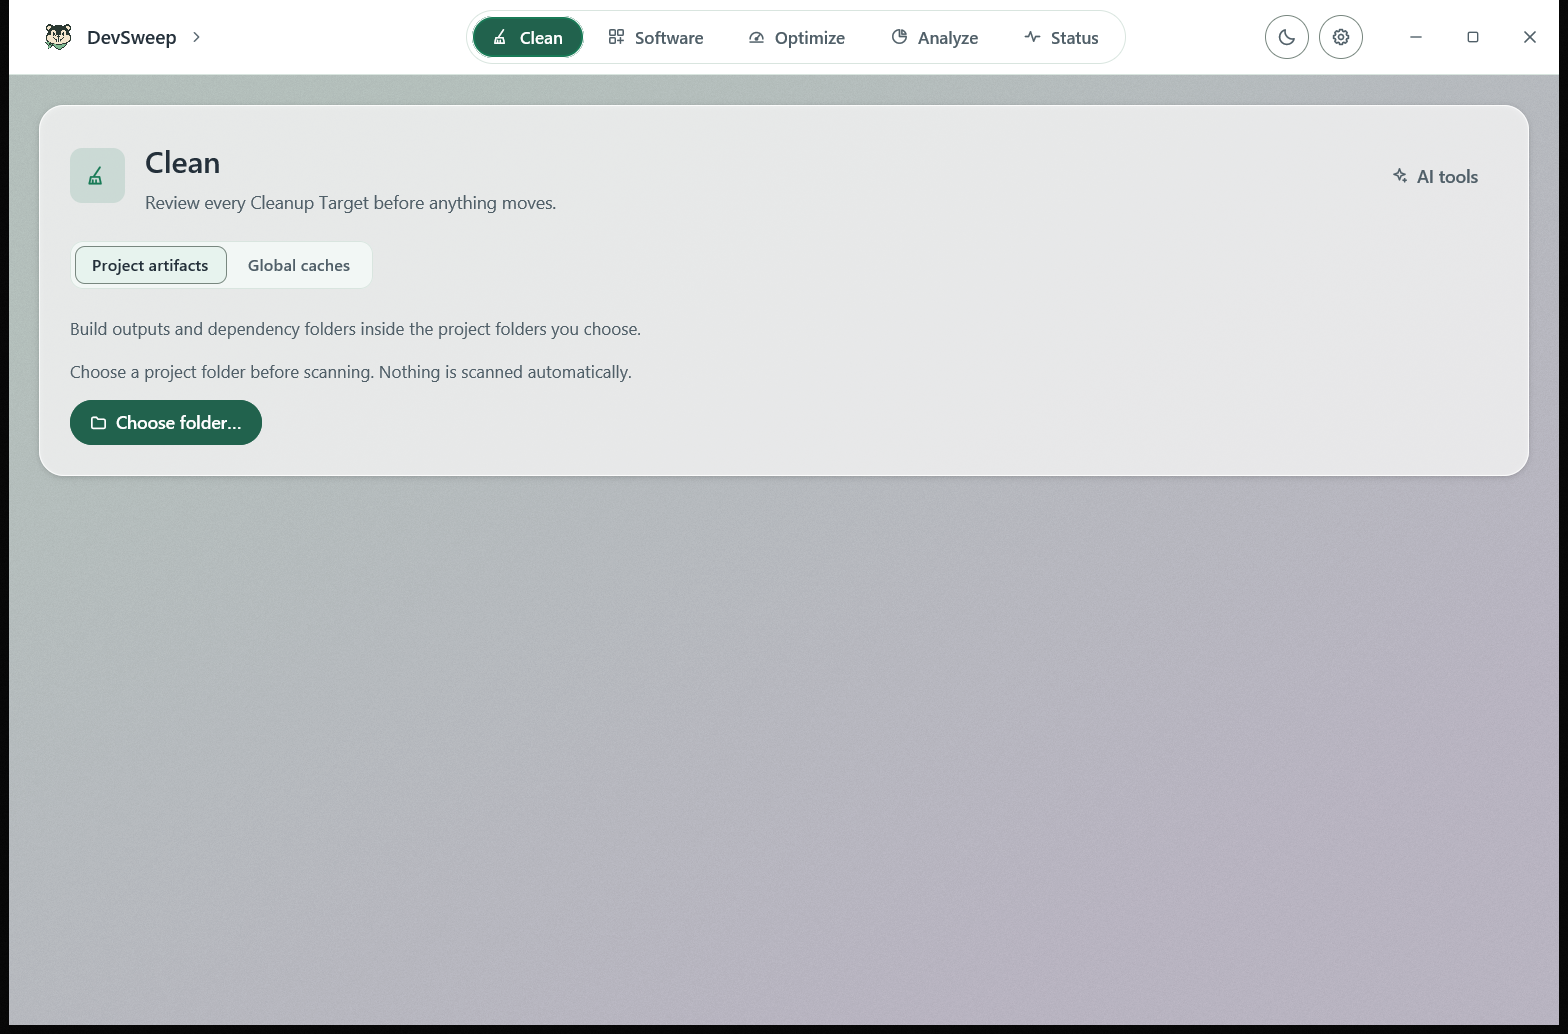 DevSweep
Clean
Software
Optimize
Analyze
Status
Clean
Review every Cleanup Target before anything moves.
AI tools
Project artifacts
Global caches
Build outputs and dependency folders inside the project folders you choose.
Choose a project folder before scanning. Nothing is scanned automatically.
Choose folder...